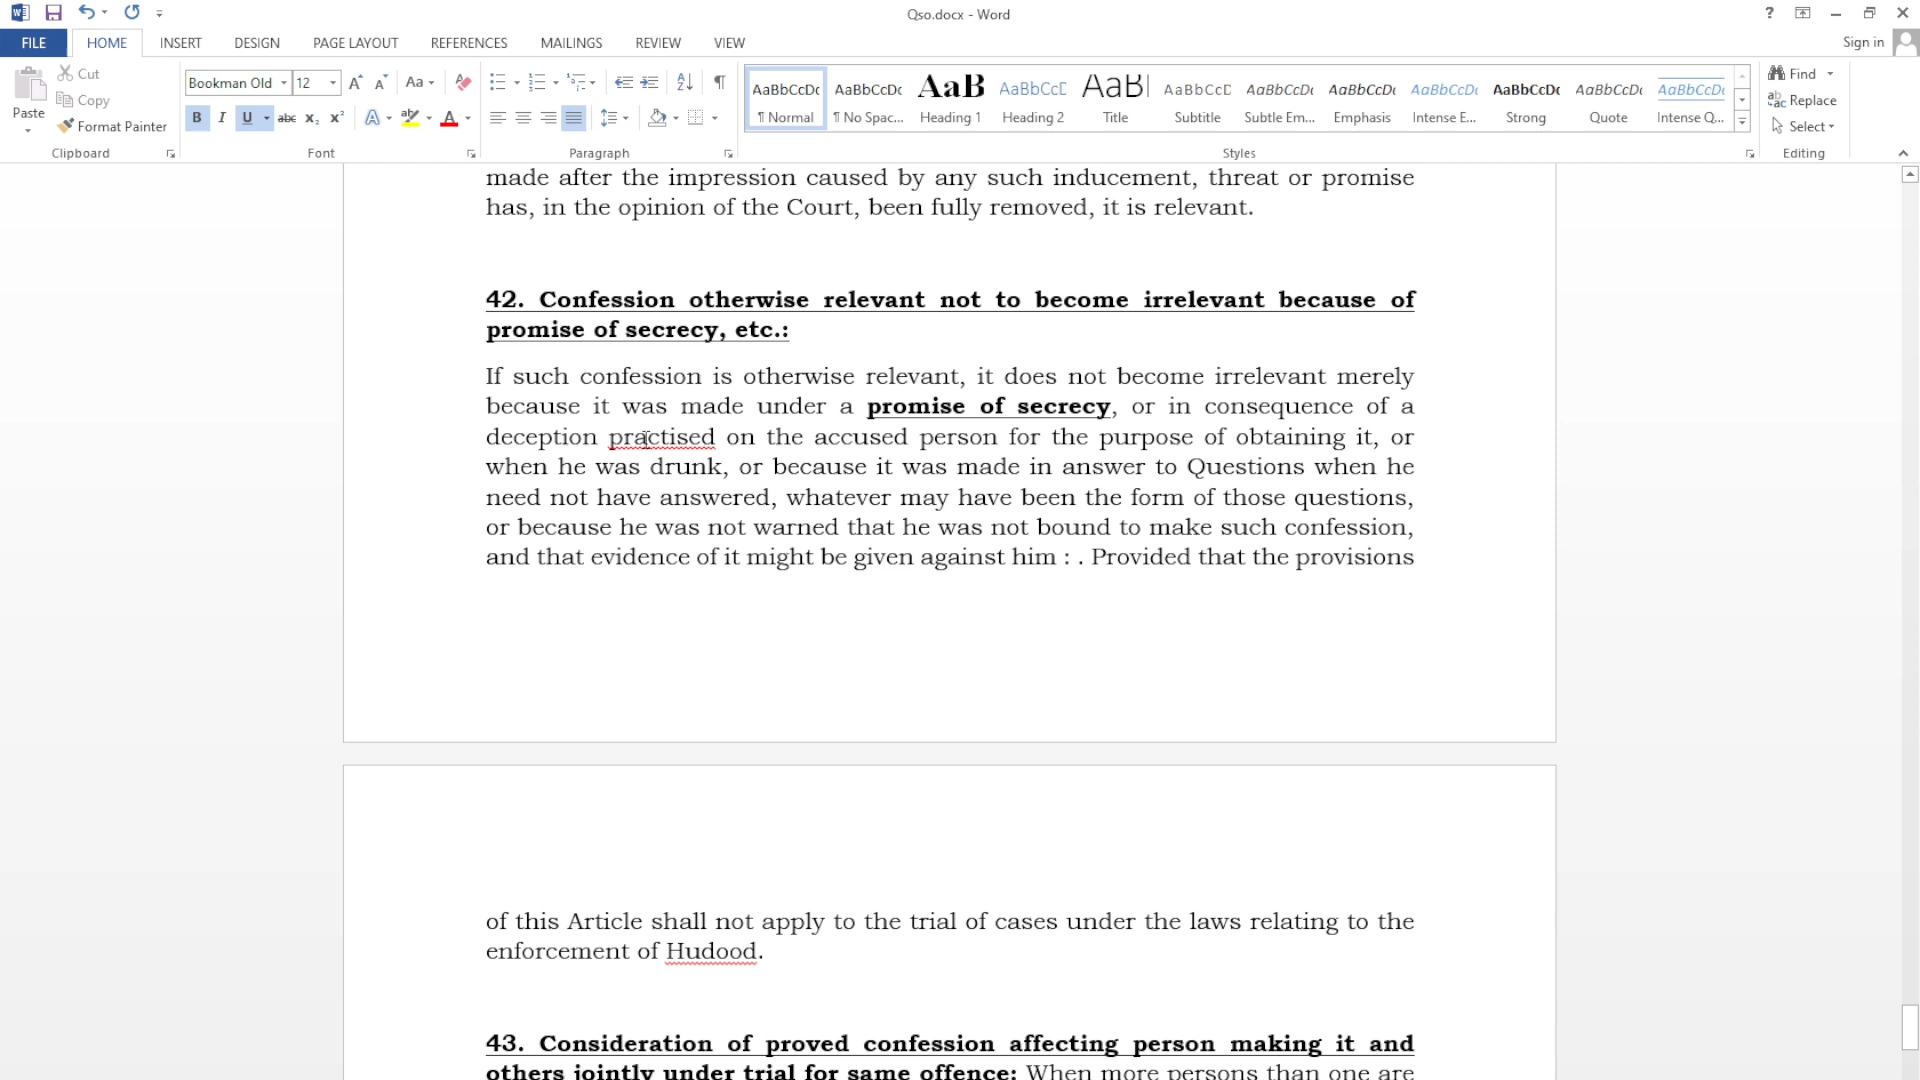 Qso.docx - Word
?
FILE HOME INSERT DESIGN PAGE LAYOUT REFERENCES MAILINGS REVIEW VIEW
Sign in
Paste
Cut
Copy
Format Painter
Clipboard
Bookman Old 12
Aa
B I U abc x₂ x²
A
Font
Paragraph
AaBbCcDc AaBbCcDc AaB AaBbCcE AaB AaBbCcD AaBbCcDc AaBbCcDc AaBbCcDc AaBbCcDc AaBbCcDc AaBbCcDc
¶ Normal ¶ No Spac... Heading 1 Heading 2 Title Subtitle Subtle Em... Emphasis Intense E... Strong Quote Intense Q...
Styles
Find
Replace
Select
Editing
made after the impression caused by any such inducement, threat or promise
has, in the opinion of the Court, been fully removed, it is relevant.
42. Confession otherwise relevant not to become irrelevant because of
promise of secrecy, etc.:
If such confession is otherwise relevant, it does not become irrelevant merely
because it was made under a promise of secrecy, or in consequence of a
deception practised on the accused person for the purpose of obtaining it, or
when he was drunk, or because it was made in answer to Questions when he
need not have answered, whatever may have been the form of those questions,
or because he was not warned that he was not bound to make such confession,
and that evidence of it might be given against him : . Provided that the provisions
of this Article shall not apply to the trial of cases under the laws relating to the
enforcement of Hudood.
43. Consideration of proved confession affecting person making it and
others jointly under trial for same offence: When more persons than one are